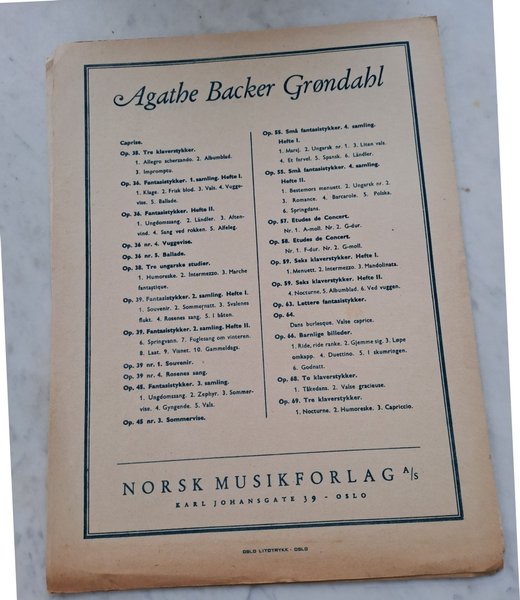 Agathe Backer Grøndahl
Caprice.
Op. 35. Tre klaverstykker.
1. Allegro scherzando. 2. Albumblad.
3. Impromptu.
Op. 36. Fantasistykker. 1. samling. Hefte I.
1. Klage. 2. Frisk blod. 3. Vals. 4. Vugge-
vise. 5. Ballade.
Op. 36. Fantasistykker. Hefte II.
1. Ungdomssang. 2. Ländler. 3. Aften-
vind. 4. Sang ved rokken. 5. Alfeleg.
Op. 36 nr. 4. Vuggevise.
Op. 36 nr. 5. Ballade.
Op. 38. Tre ungarske studier.
1. Humoreske. 2. Intermezzo. 3. Marche
fantastique.
Op. 39. Fantasistykker. 2. samling. Hefte I.
1. Souvenir. 2. Sommernatt. 3. Svalenes
flukt. 4. Rosenes sang. 5. I båten.
Op. 39. Fantasistykker. 2. samling. Hefte II.
6. Springvann. 7. Fuglesang om vinteren.
8. Laat. 9. Visnet. 10. Gammeldags.
Op. 39 nr. 1. Souvenir.
Op. 39 nr. 4. Rosenes sang.
Op. 45. Fantasistykker. 3. samling.
1. Ungdomssang. 2. Zephyr. 3. Sommer-
vise. 4. Gyngende. 5. Vals.
Op. 45 nr. 3. Sommervise.
Op. 55. Små fantasistykker. 4. samling.
Hefte I.
1. Marsj. 2. Ungarsk nr. 1. 3. Liten vals.
4. Et farvel. 5. Spansk. 6. Ländler.
Op. 55. Små fantasistykker. 4. samling.
Hefte II.
1. Bestemors menuett. 2. Ungarsk nr. 2.
3. Romance. 4. Barcarole. 5. Polska.
6. Springdans.
Op. 57. Etudes de Concert.
Nr. 1. A-moll. Nr. 2. G-dur.
Op. 58. Etudes de Concert.
Nr. 1. F-dur. Nr. 2. G-moll.
Op. 59. Seks klaverstykker. Hefte I.
1. Menuett. 2. Intermezzo. 3. Mandolinata.
Op. 59. Seks klaverstykker. Hefte II.
4. Nocturne. 5. Albumblad. 6. Ved vuggen.
Op. 63. Lettere fantasistykker.
Op. 64.
Dans burlesque. Valse caprice.
Op. 66. Barnlige billeder.
1. Ride, ride ranke. 2. Gjemme sig. 3. Løpe
omkapp. 4. Duettino. 5. I skumringen.
6. Godnatt.
Op. 68. To klaverstykker.
1. Tåkedans. 2. Valse gracieuse.
Op. 69. Tre klaverstykker.
1. Nocturne. 2. Humoreske. 3. Capriccio.
NORSK MUSIKFORLAG A/S
KARL JOHANSGATE 39 - OSLO
OSLO LITOTRYKK - OSLO